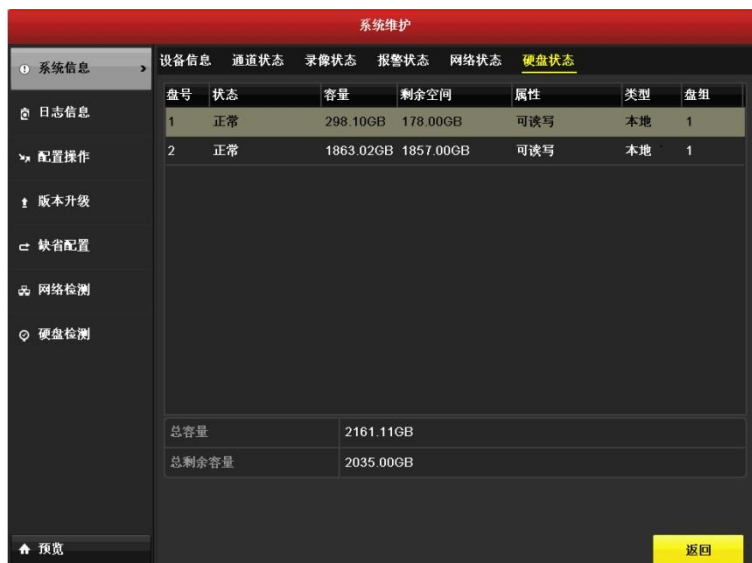 系统维护
系统信息
日志信息
配置操作
版本升级
缺省配置
网络检测
硬盘检测
预览
设备信息 通道状态 录像状态 报警状态 网络状态 硬盘状态
盘号 状态 容量 剩余空间 属性 类型 盘组
1 正常 298.10GB 178.00GB 可读写 本地 1
2 正常 1863.02GB 1857.00GB 可读写 本地 1
总容量 2161.11GB
总剩余容量 2035.00GB
返回